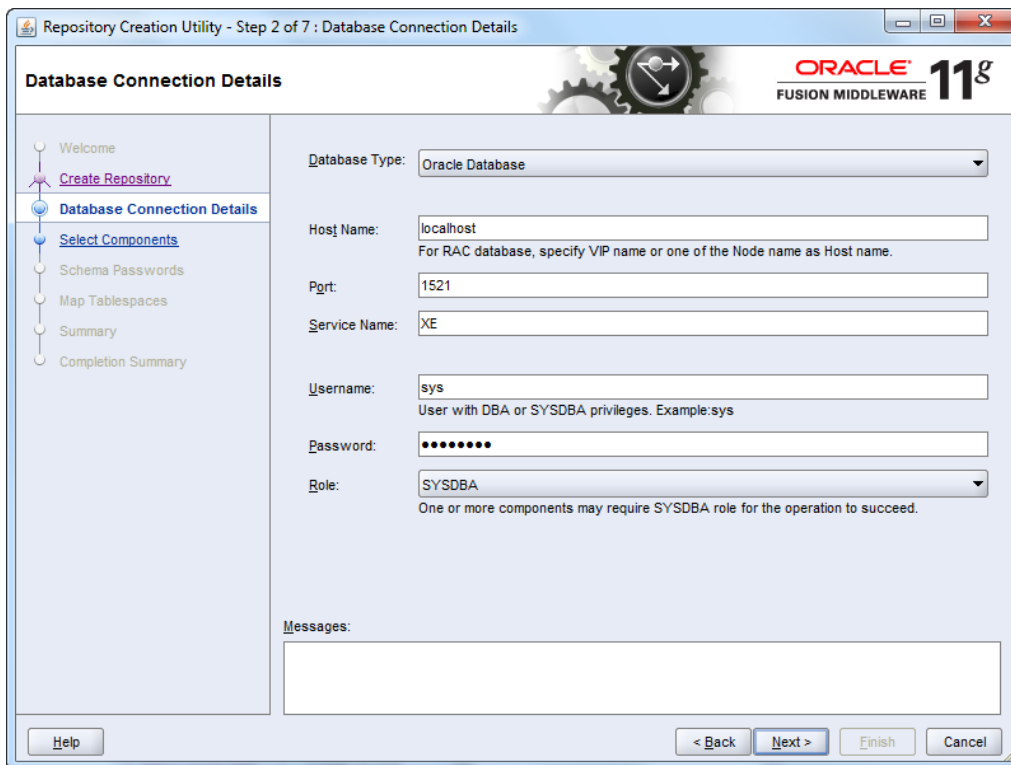 Repository Creation Utility - Step 2 of 7 : Database Connection Details
Database Connection Details
ORACLE
FUSION MIDDLEWARE 11g
Welcome
Create Repository
Database Connection Details
Select Components
Schema Passwords
Map Tablespaces
Summary
Completion Summary
Database Type: Oracle Database
Host Name: localhost
For RAC database, specify VIP name or one of the Node name as Host name.
Port: 1521
Service Name: XE
Username: sys
User with DBA or SYSDBA privileges. Example:sys
Password: ●●●●●●●●
Role: SYSDBA
One or more components may require SYSDBA role for the operation to succeed.
Messages:
Help < Back Next > Finish Cancel